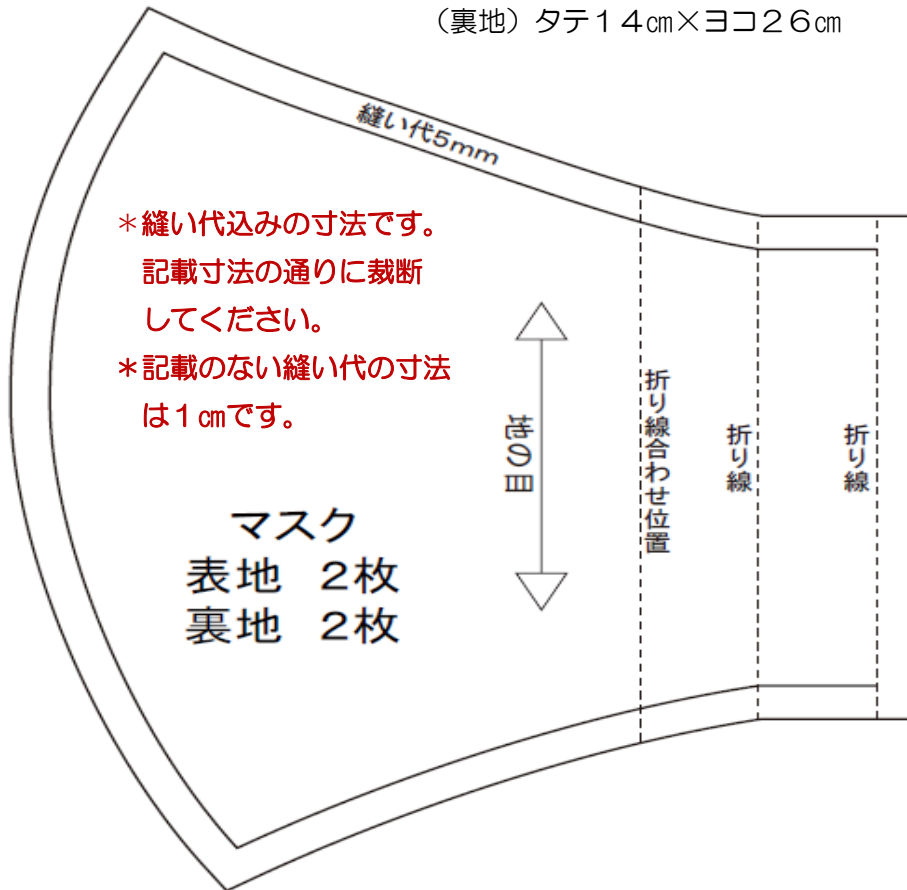 （裏地）タテ１４㎝×ヨコ２６㎝
縫い代5mm
＊縫い代込みの寸法です。
記載寸法の通りに裁断
してください。
＊記載のない縫い代の寸法
は１㎝です。
地の目
折り線合わせ位置
折り線
折り線
マスク
表地　2枚
裏地　2枚